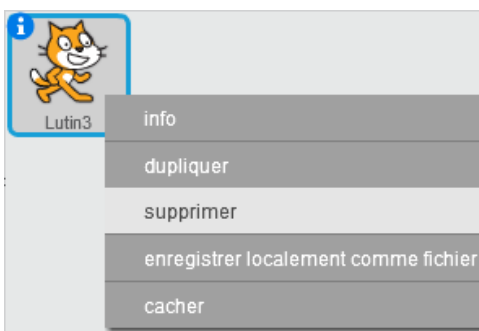 i
Lutin3
info
dupliquer
supprimer
enregistrer localement comme fichier
cacher